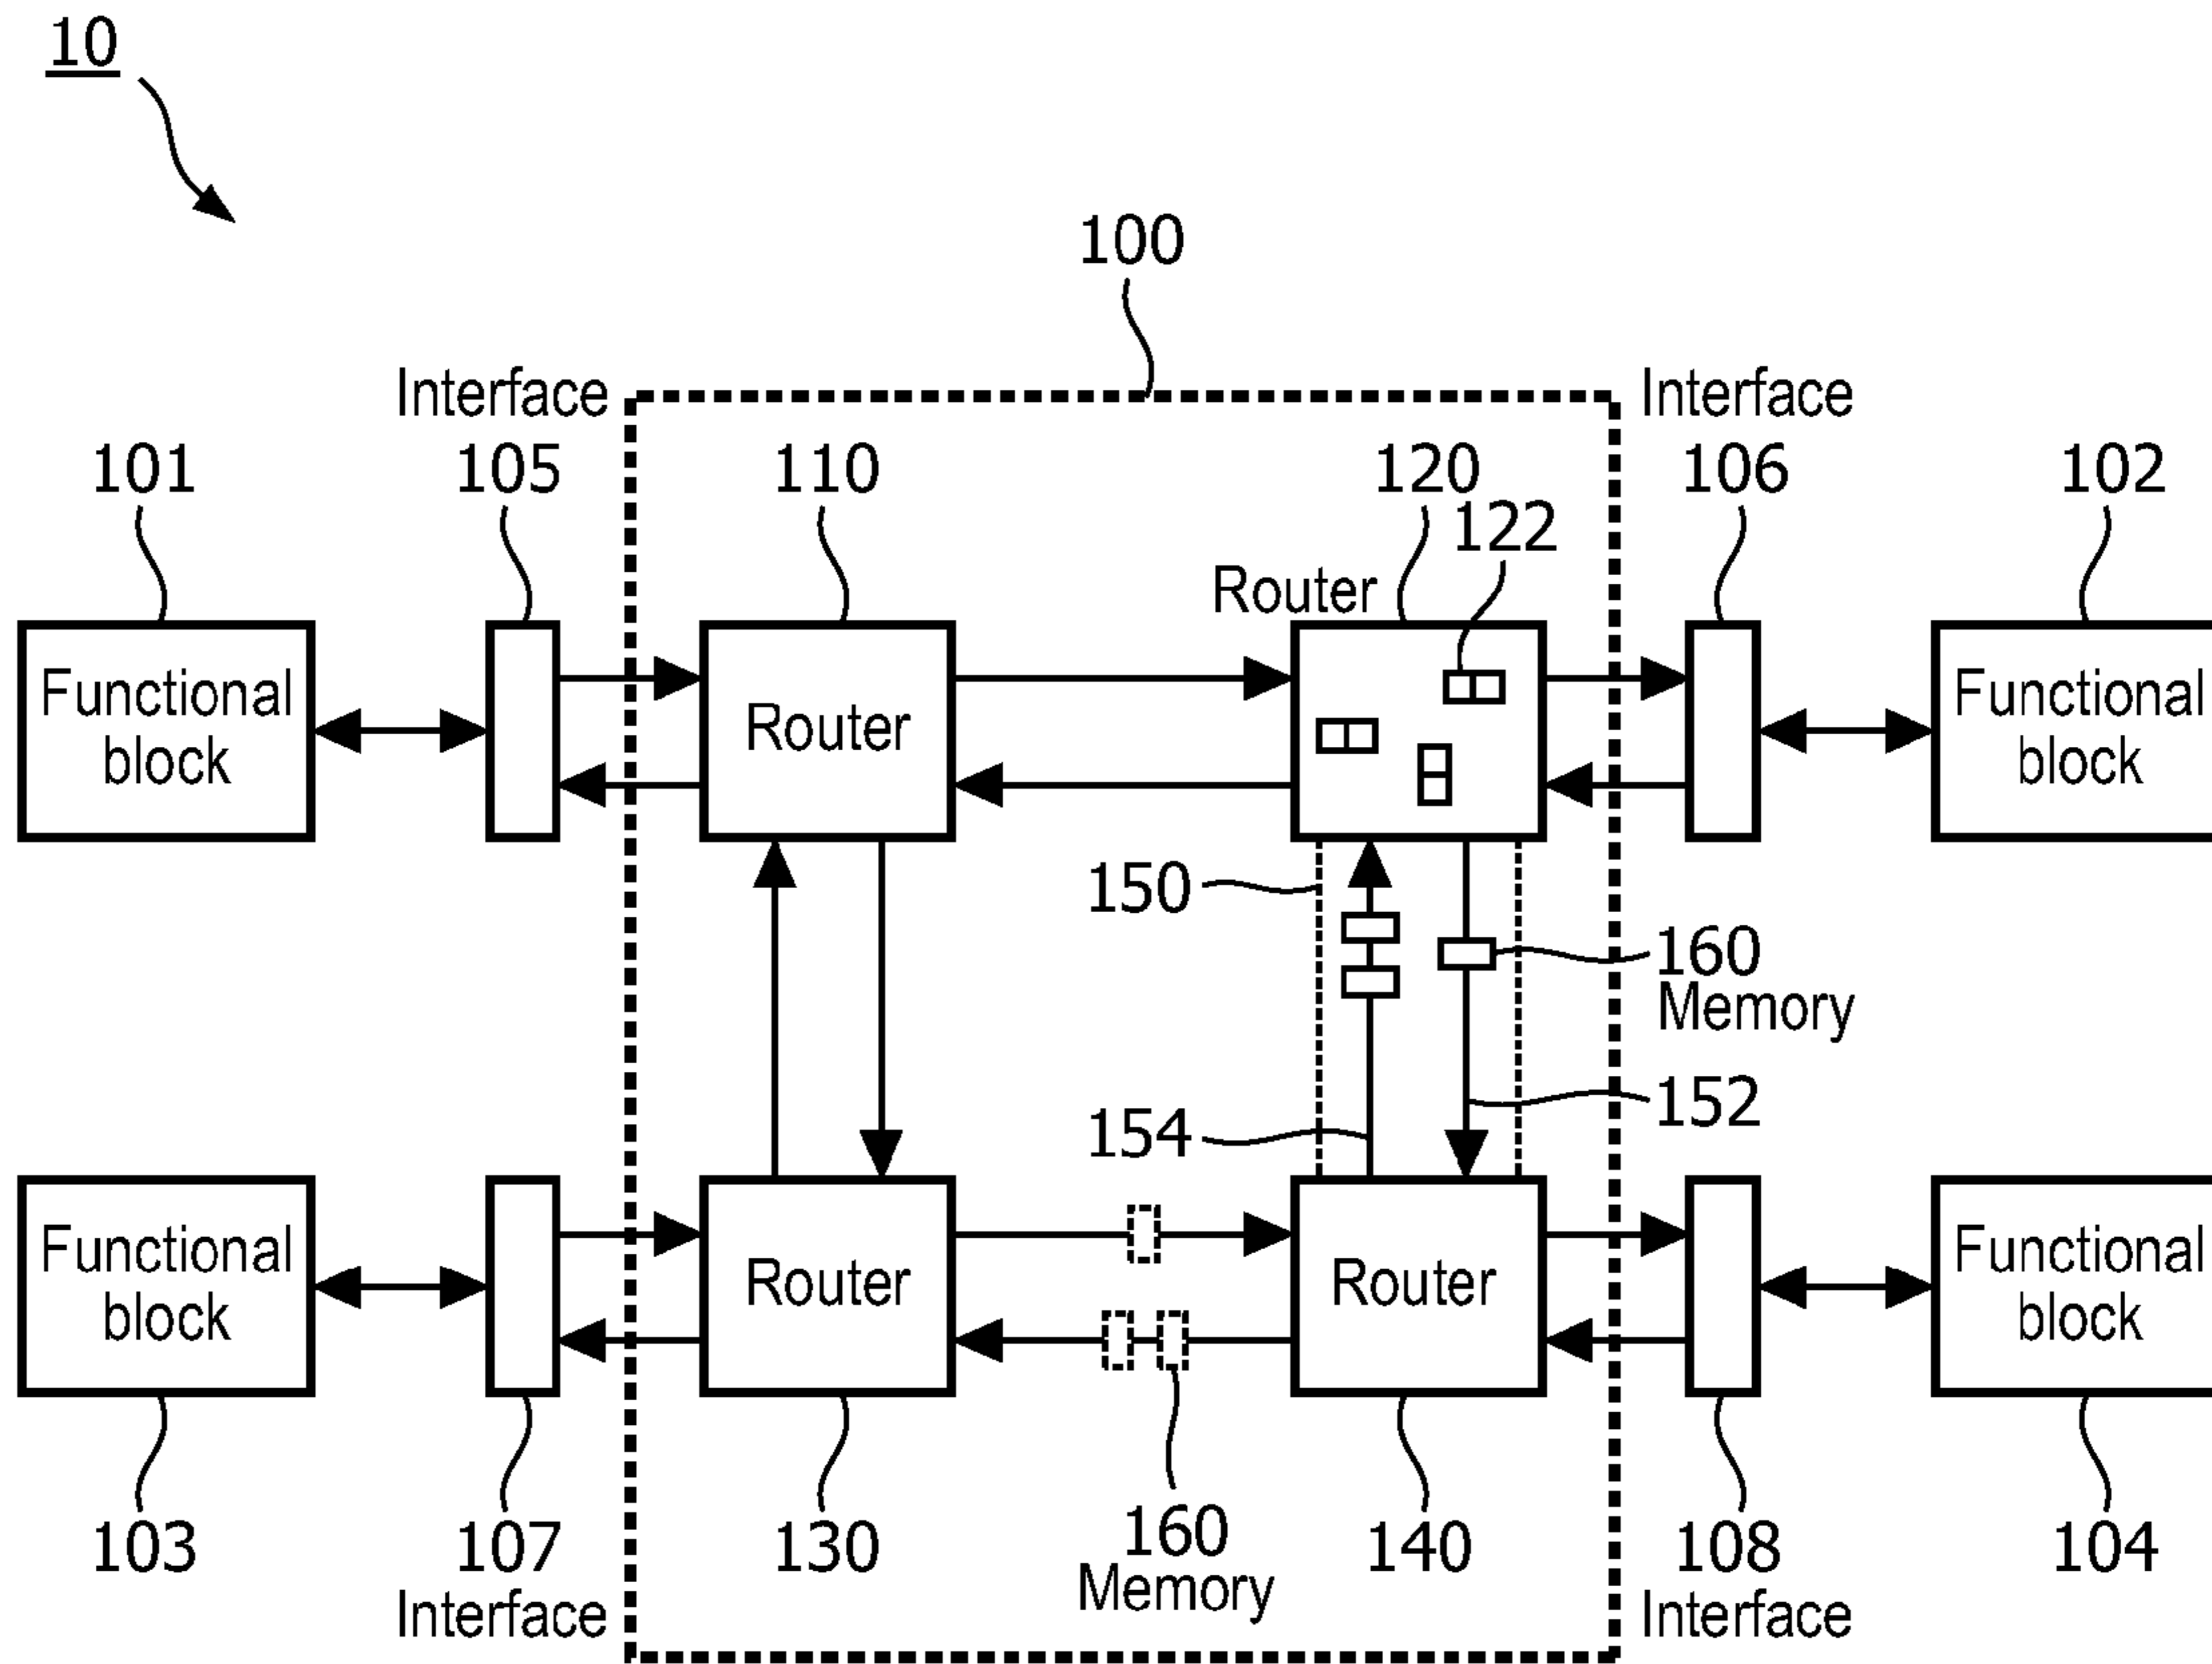 10
100
Interface
Interface
101
105
110
120
106
102
122
Router
Functional
block
Router
Functional
block
150
160
Memory
154
152
Functional
block
Router
Router
Functional
block
103
107
130
160
140
108
104
Memory
Interface
Interface